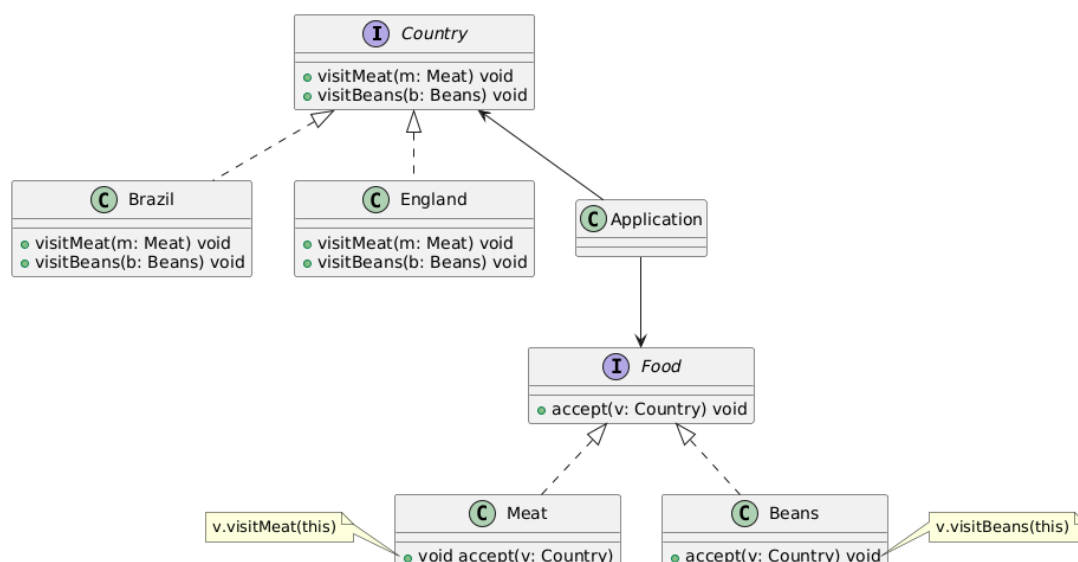 I Country
+ visitMeat(m: Meat) void
+ visitBeans(b: Beans) void
C Brazil
visitMeat(m: Meat) void
visitBeans(b: Beans) void
C England
visitMeat(m: Meat) void
visitBeans(b: Beans) void
C Application
I Food
accept(v: Country) void
C Meat
void accept(v: Country)
C Beans
accept(v: Country) void
v.visitMeat(this)
v.visitBeans(this)